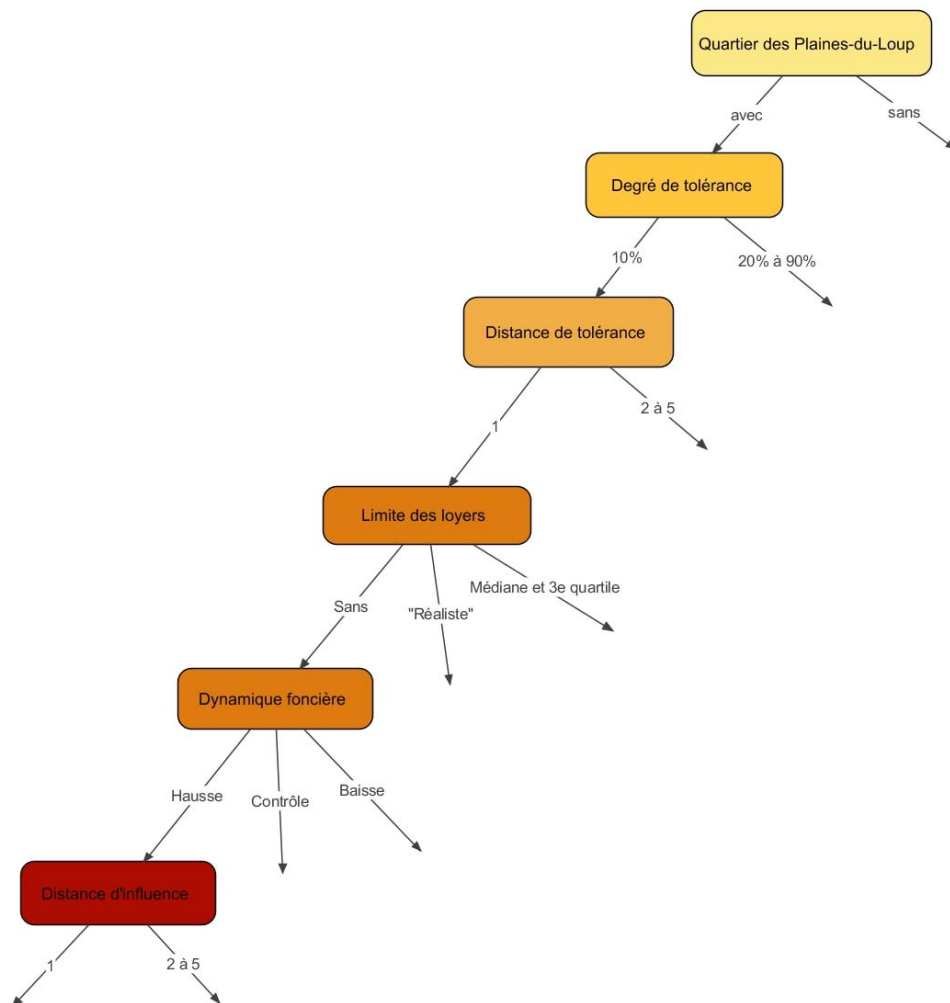 Quartier des Plaines-du-Loup
avec
sans
Degré de tolérance
10%
20% à 90%
Distance de tolérance
1
2 à 5
Limite des loyers
Sans
"Réaliste"
Médiane et 3e quartile
Dynamique foncière
Hausse
Contrôle
Baisse
Distance d'influence
1
2 à 5